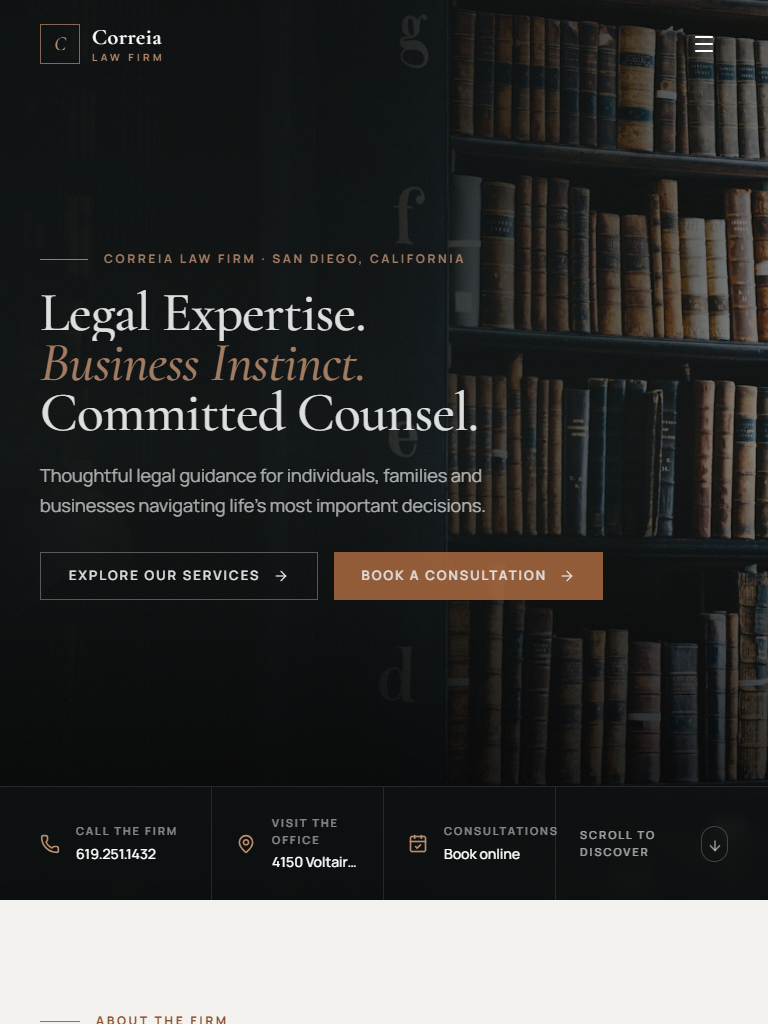 g
C
Correia
LAW FIRM
f
CORREIA LAW FIRM · SAN DIEGO, CALIFORNIA
Legal Expertise.
Business Instinct.
Committed Counsel.
e
Thoughtful legal guidance for individuals, families and
businesses navigating life's most important decisions.
EXPLORE OUR SERVICES →
BOOK A CONSULTATION →
d
CALL THE FIRM
619.251.1432
VISIT THE
OFFICE
4150 Voltair...
CONSULTATIONS
Book online
SCROLL TO
DISCOVER
ABOUT THE FIRM